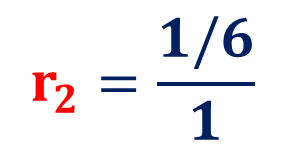 r₂ = (1/6)/1